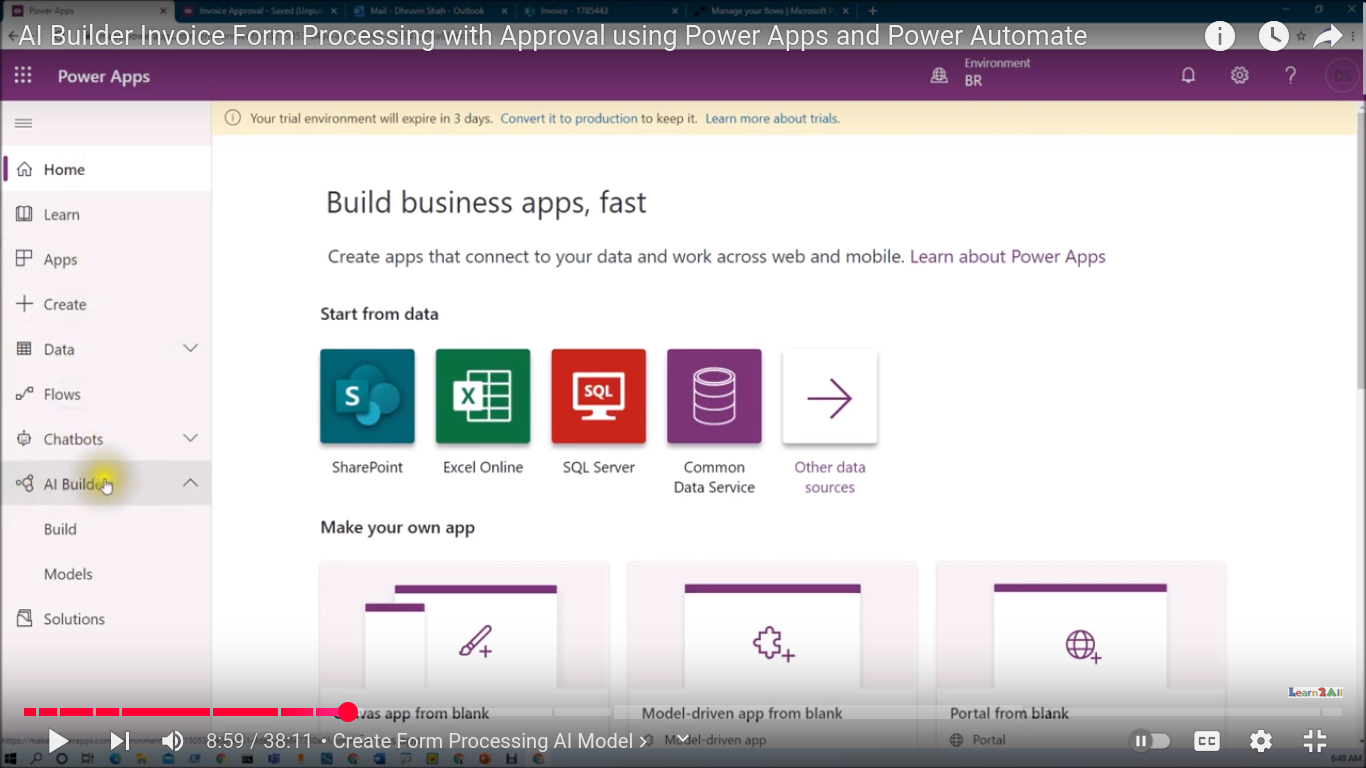 Power Apps
Invoice Approval - Saved (Unpu
Mail - Dhruvin Shah - Outlook
Invoice - 1785443
Manage your flows | Microsoft P
AI Builder Invoice Form Processing with Approval using Power Apps and Power Automate
Power Apps
Environment
BR
DS
Your trial environment will expire in 3 days. Convert it to production to keep it. Learn more about trials.
Home
Learn
Apps
Create
Data
Flows
Chatbots
AI Builder
Build
Models
Solutions
Build business apps, fast
Create apps that connect to your data and work across web and mobile. Learn about Power Apps
Start from data
S
X
SQL
SharePoint
Excel Online
SQL Server
Common
Data Service
Other data
sources
Make your own app
Canvas app from blank
Model-driven app from blank
Portal from blank
Model-driven app
Portal
Learn2All
8:59 / 38:11 • Create Form Processing AI Model
CC
6:49 AM